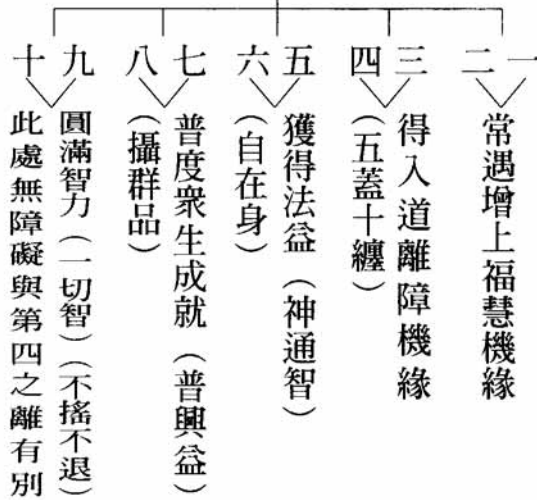 一
二
常遇增上福慧機緣
三
四
得入道離障機緣
（五蓋十纏）
五
六
獲得法益（神通智）
（自在身）
七
八
普度衆生成就（普興益）
（攝群品）
九
十
圓滿智力（一切智）（不搖不退）
此處無障礙與第四之離有別